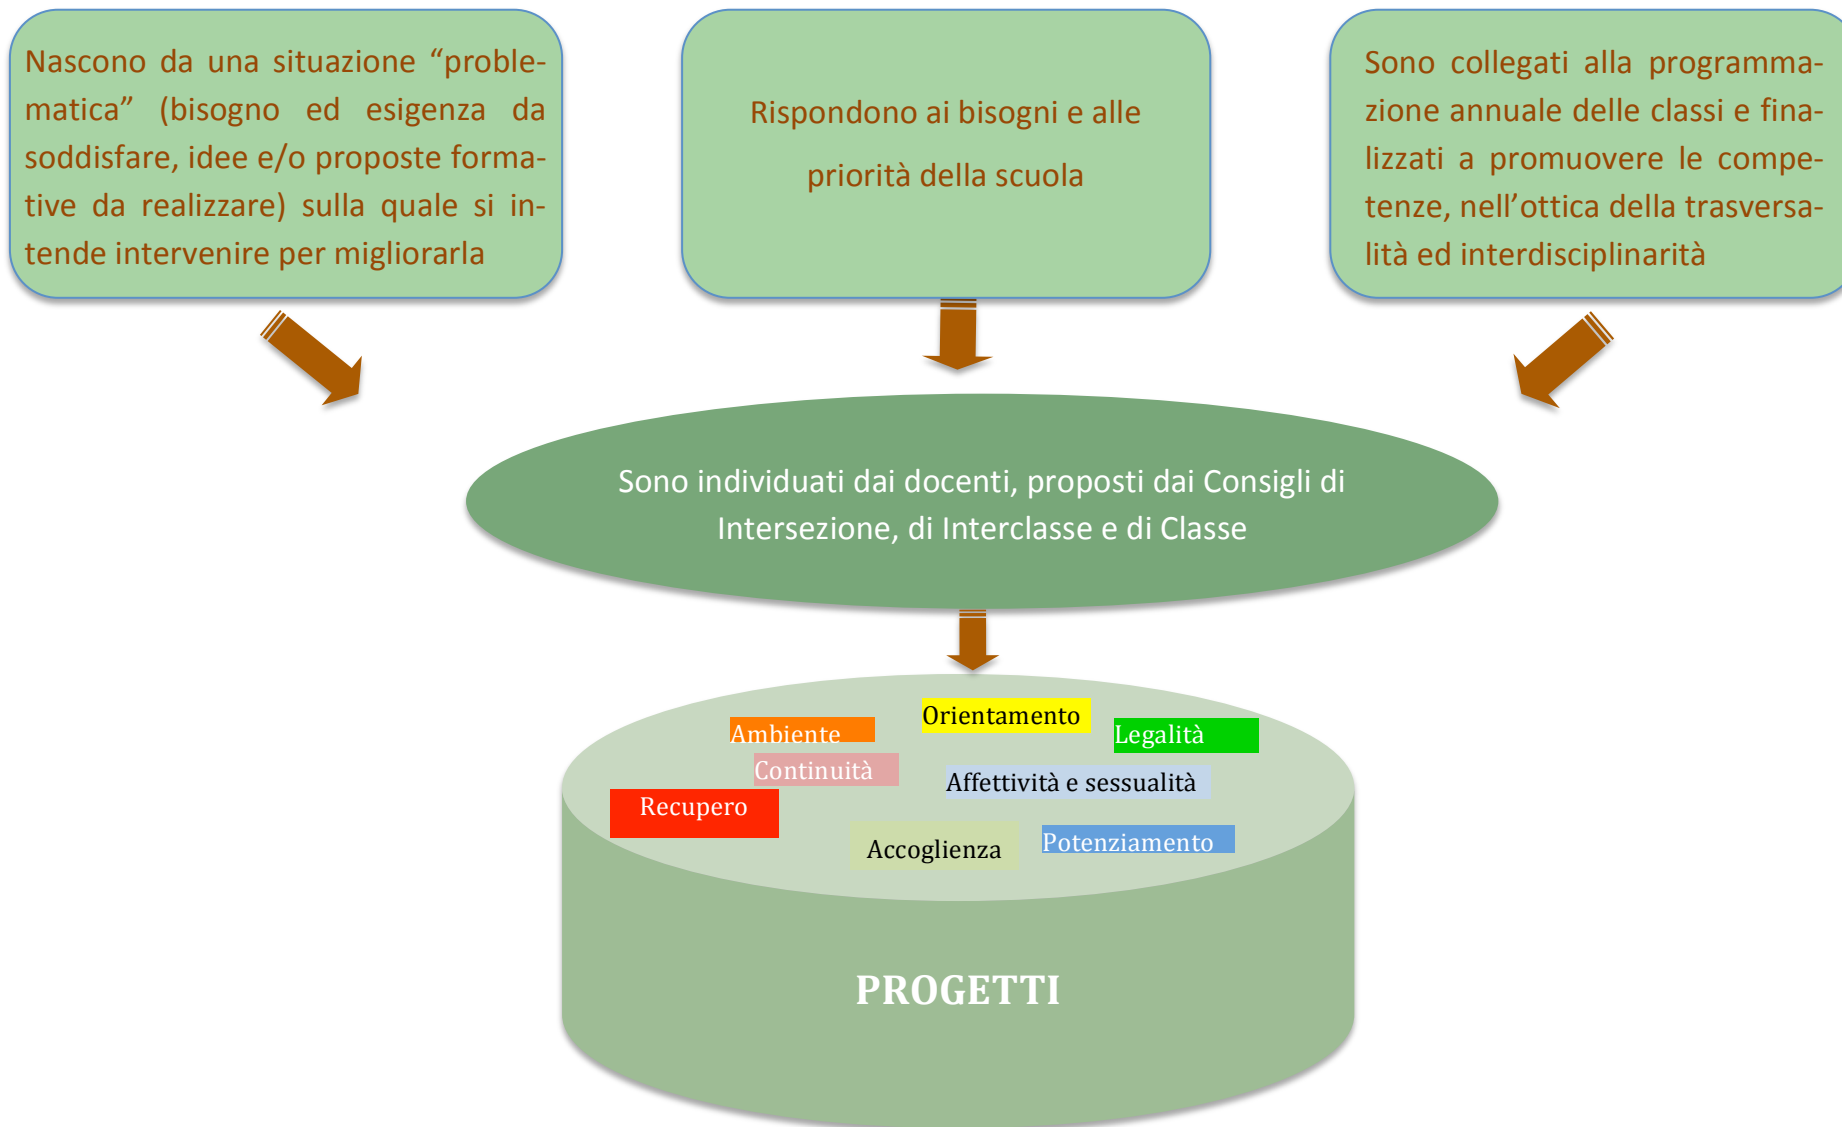 Nascono da una situazione “proble-
matica” (bisogno ed esigenza da
soddisfare, idee e/o proposte forma-
tive da realizzare) sulla quale si in-
tende intervenire per migliorarla
Rispondono ai bisogni e alle
priorità della scuola
Sono collegati alla programma-
zione annuale delle classi e fina-
lizzati a promuovere le compe-
tenze, nell’ottica della trasversa-
lità ed interdisciplinarità
Sono individuati dai docenti, proposti dai Consigli di
Intersezione, di Interclasse e di Classe
Orientamento
Ambiente
Legalità
Continuità
Affettività e sessualità
Recupero
Accoglienza
Potenziamento
PROGETTI